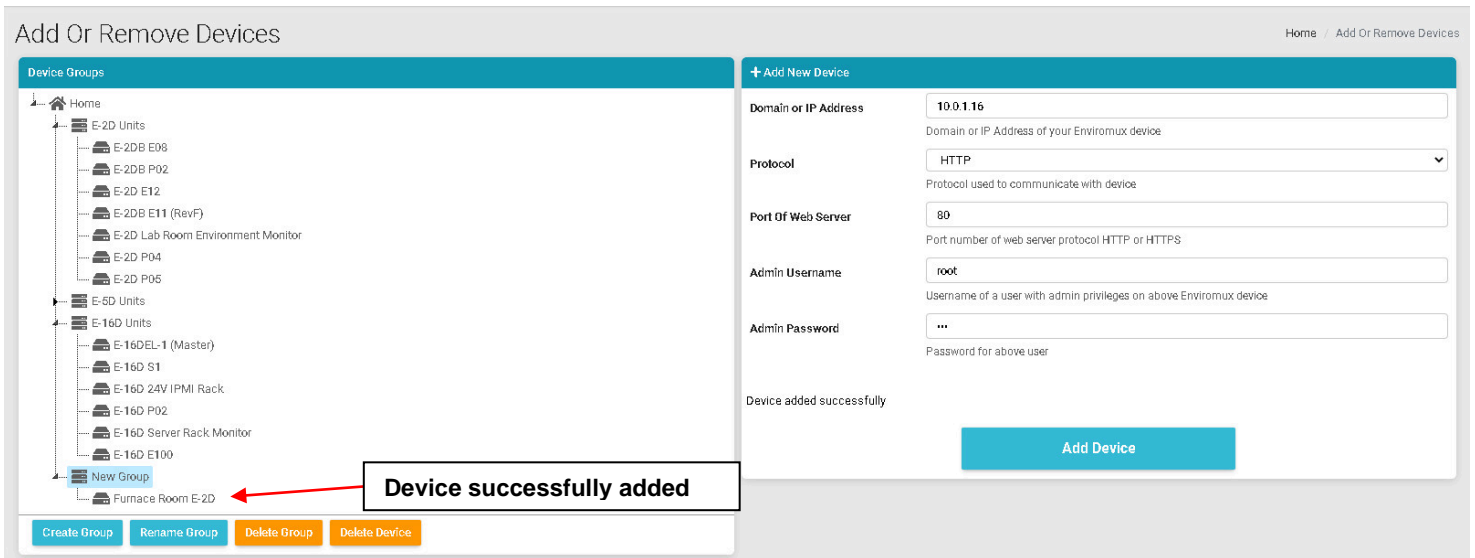 Add Or Remove Devices
Home / Add Or Remove Devices
Device Groups
Home
E-2D Units
E-2DB E08
E-2DB P02
E-2D E12
E-2DB E11 (RevF)
E-2D Lab Room Environment Monitor
E-2D P04
E-2D P05
E-5D Units
E-16D Units
E-16DEL-1 (Master)
E-16D S1
E-16D 24V IPMI Rack
E-16D P02
E-16D Server Rack Monitor
E-16D E100
New Group
Furnace Room E-2D
Device successfully added
Create Group Rename Group Delete Group Delete Device
+ Add New Device
Domain or IP Address 10.0.1.16
Domain or IP Address of your Enviromux device
Protocol HTTP
Protocol used to communicate with device
Port Of Web Server 80
Port number of web server protocol HTTP or HTTPS
Admin Username root
Username of a user with admin privileges on above Enviromux device
Admin Password •••
Password for above user
Device added successfully
Add Device